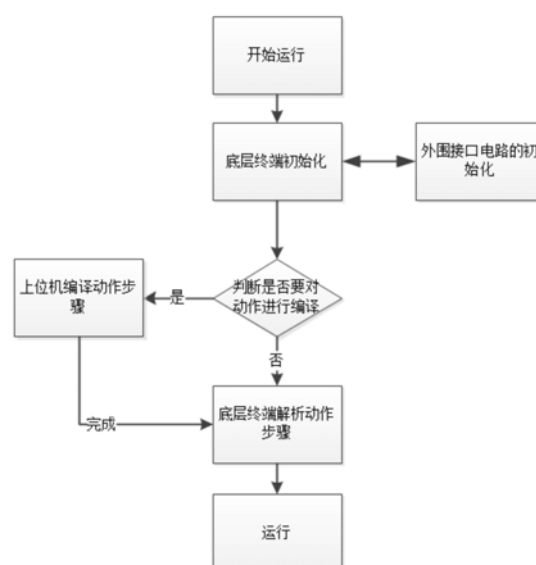 开始运行
底层终端初始化
外围接口电路的初
始化
判断是否要对
动作进行编译
上位机编译动作步
骤
是
否
底层终端解析动作
步骤
完成
运行